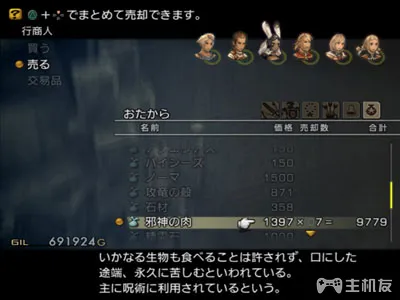 ? + でまとめて売却できます。
行商人
買う
売る
交易品
おたから
名前 価格 売却数 合計
パイシーズ 150
ノーマ 1500
攻竜の殻 871
石材 358
邪神の肉 1397 × 7= 9779
GIL 691924G
いかなる生物も食べることは許されず、口にした
途端、永久に苦しむといわれている。
主に呪術に利用されているという。
主机友